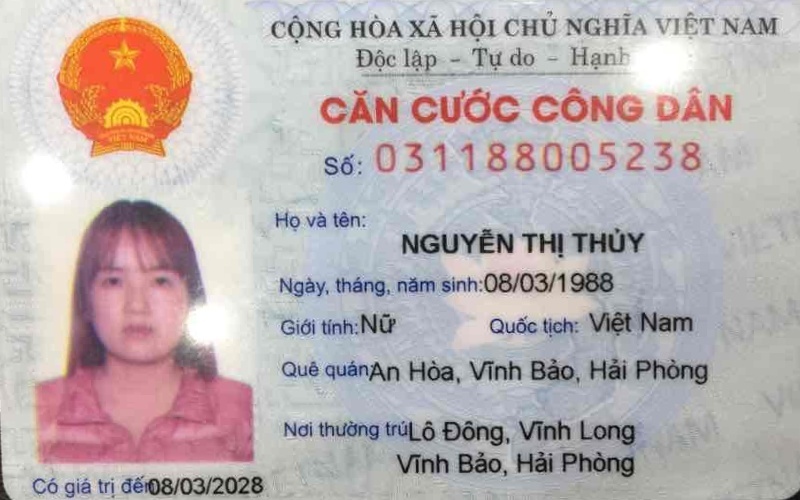 CỘNG HÒA XÃ HỘI CHỦ NGHĨA VIỆT NAM
Độc lập - Tự do - Hạnh
CĂN CƯỚC CÔNG DÂN
Số: 031188005238
Họ và tên:
NGUYỄN THỊ THỦY
Ngày, tháng, năm sinh:08/03/1988
Giới tính: Nữ Quốc tịch: Việt Nam
Quê quán An Hòa, Vĩnh Bảo, Hải Phòng
Nơi thường trú Lô Đông, Vĩnh Long
Vĩnh Bảo, Hải Phòng
Có giá trị đến 08/03/2028